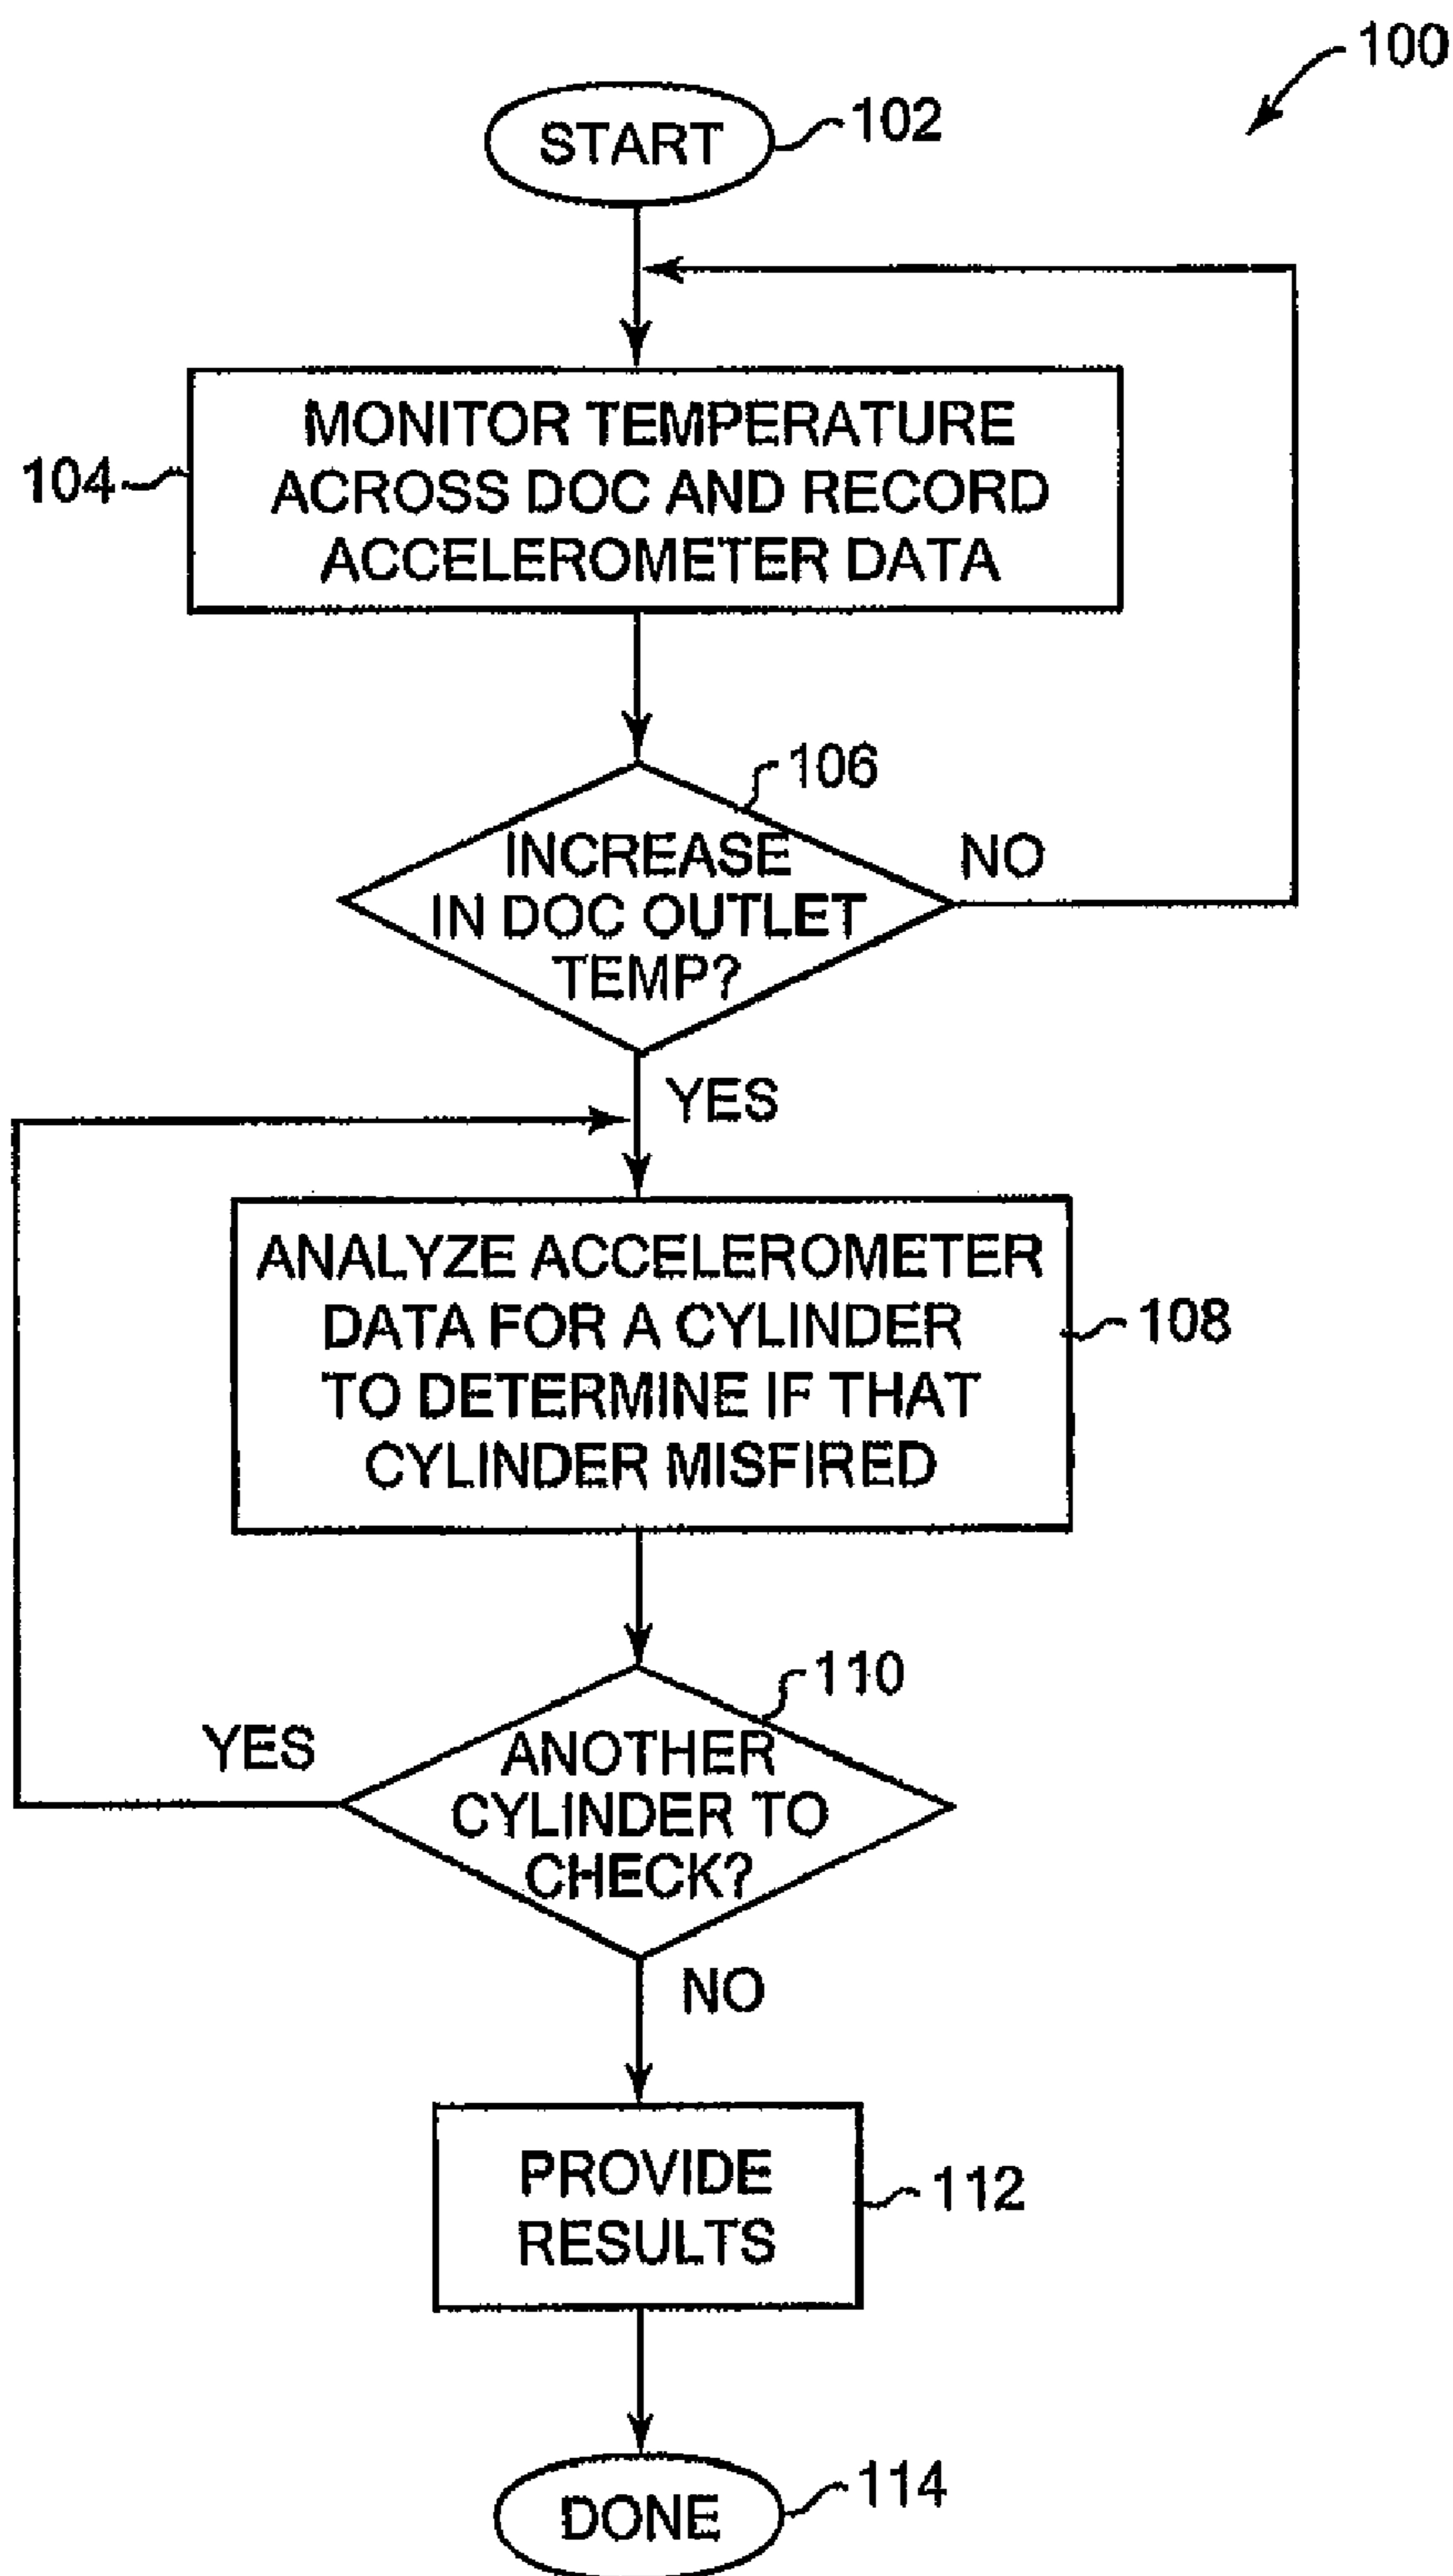 100
START
102
MONITOR TEMPERATURE
ACROSS DOC AND RECORD
ACCELEROMETER DATA
104
106
INCREASE
IN DOC OUTLET
TEMP?
NO
YES
ANALYZE ACCELEROMETER
DATA FOR A CYLINDER
TO DETERMINE IF THAT
CYLINDER MISFIRED
108
110
YES
ANOTHER
CYLINDER TO
CHECK?
NO
PROVIDE
RESULTS
112
DONE
114